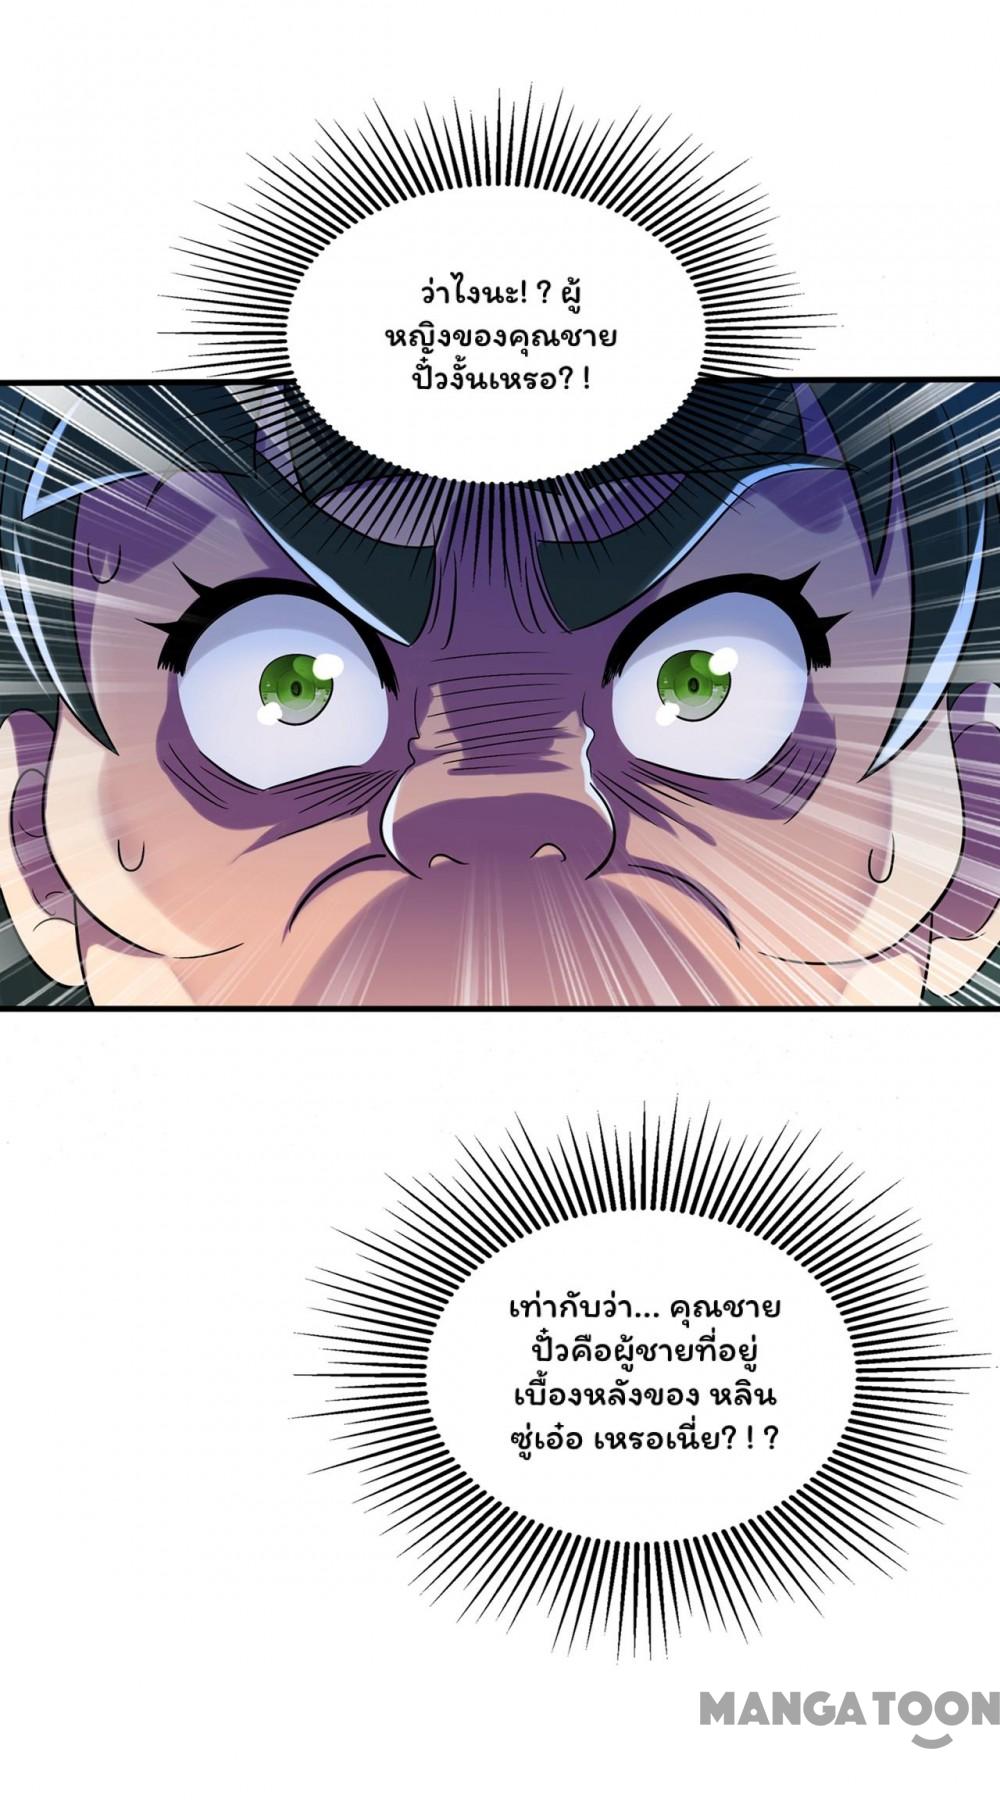 ว่าไงนะ! ? ผู้
หญิงของคุณชาย
ปั๋วงั้นเหรอ? !
เท่ากับว่า... คุณชาย
ปั๋วคือผู้ชายที่อยู่
เบื้องหลังของ หลิน
ซู่เอ๋อ เหรอเนี่ย? ! ?
MANGATOON